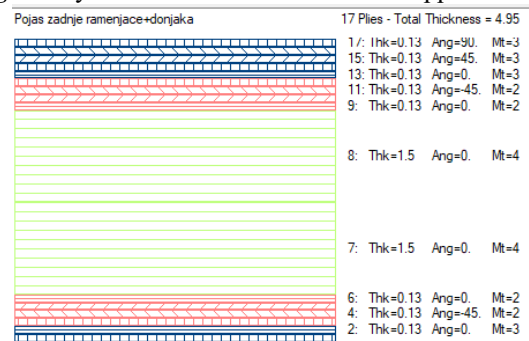 Pojas zadnje ramenjace+donjaka 17 Plies - Total Thickness = 4.95
17: Thk=0.13 Ang=90. Mt=3
15: Thk=0.13 Ang=45. Mt=3
13: Thk=0.13 Ang=0. Mt=3
11: Thk=0.13 Ang=-45. Mt=2
9: Thk=0.13 Ang=0. Mt=2
8: Thk=1.5 Ang=0. Mt=4
7: Thk=1.5 Ang=0. Mt=4
6: Thk=0.13 Ang=0. Mt=2
4: Thk=0.13 Ang=-45. Mt=2
2: Thk=0.13 Ang=0. Mt=3